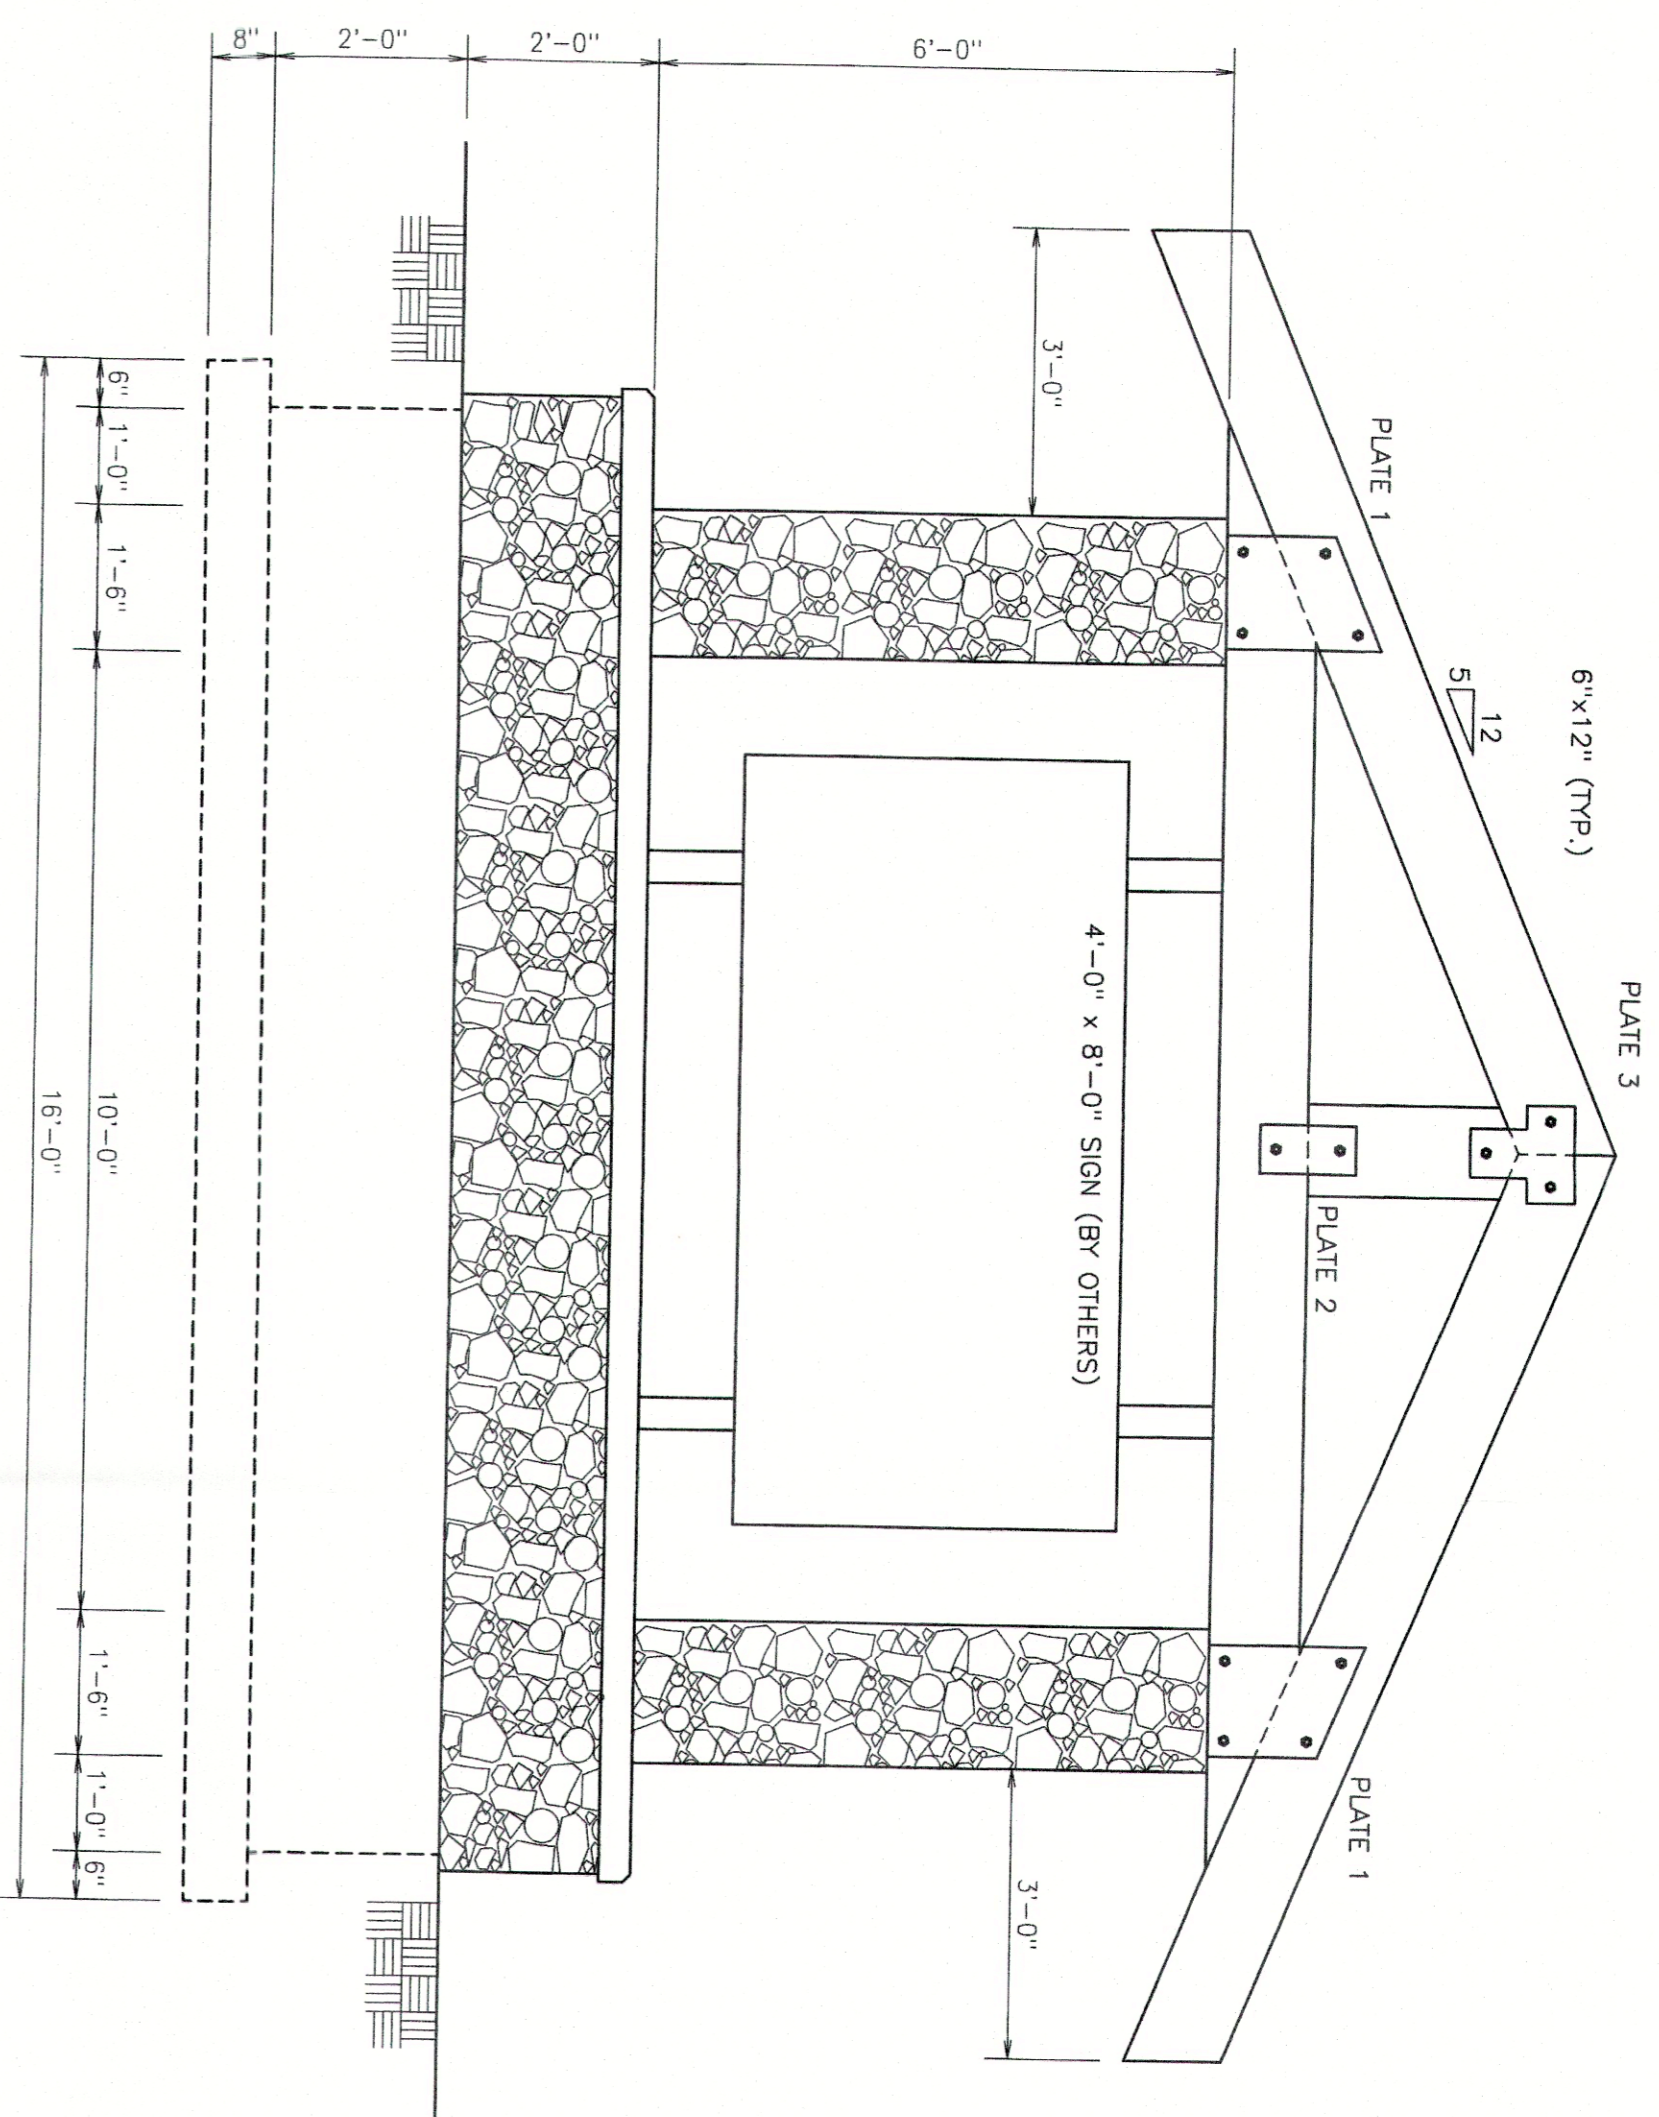 PLATE 3
6"x12" (TYP.)
12
5
PLATE 1
PLATE 2
PLATE 1
3'-0"
3'-0"
4'-0" x 8'-0" SIGN (BY OTHERS)
6'-0"
2'-0"
2'-0"
8"
6"
1'-0"
1'-6"
10'-0"
1'-6"
1'-0"
6"
16'-0"